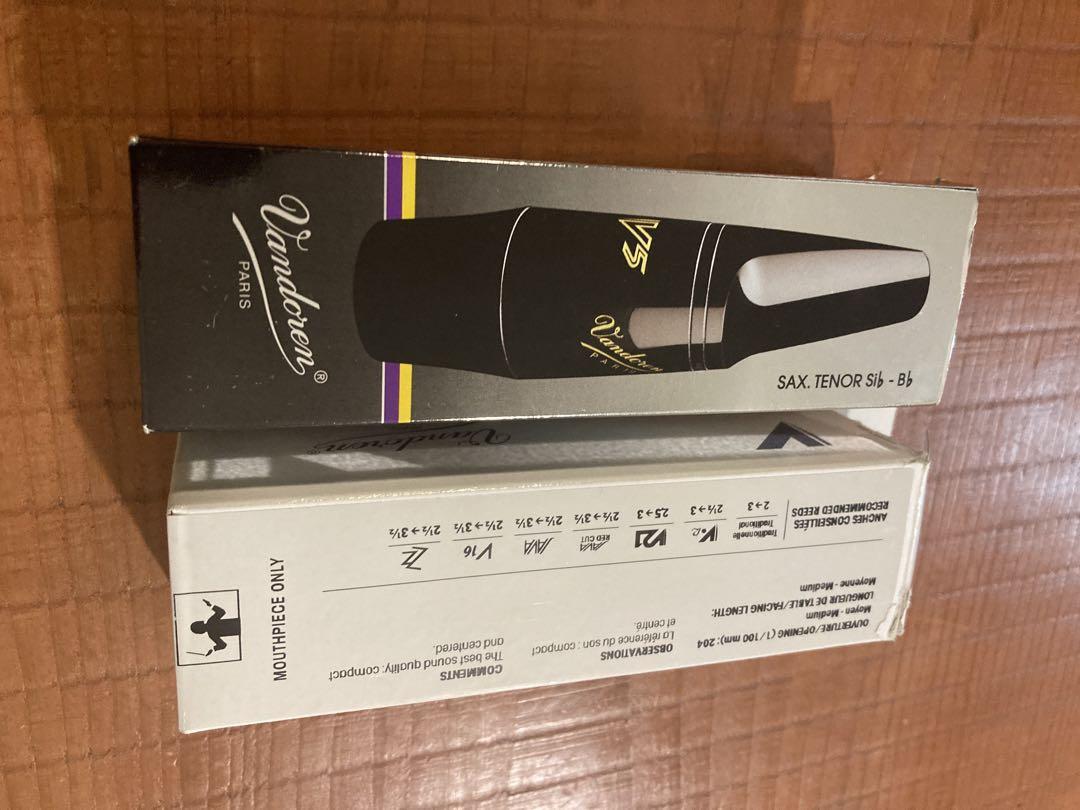 Vandoren®
PARIS
V5
Vandoren
PARIS
SAX. TENOR Si♭ - B♭
Vandoren®
V
MOUTHPIECE ONLY
ANCHES CONSEILLÉES
RECOMMENDED REEDS
Traditionnelle
Traditional
2→3
2½→3
V21
2.5→3
JAVA
RED CUT
2½→3½
JAVA
2½→3½
V16
2½→3½
ZZ
2½→3½
OUVERTURE/OPENING (1/100 mm): 204
Moyen - Medium
LONGUEUR DE TABLE/FACING LENGTH:
Moyenne - Medium
OBSERVATIONS
La référence du son : compact
et centré.
COMMENTS
The best sound quality: compact
and centered.